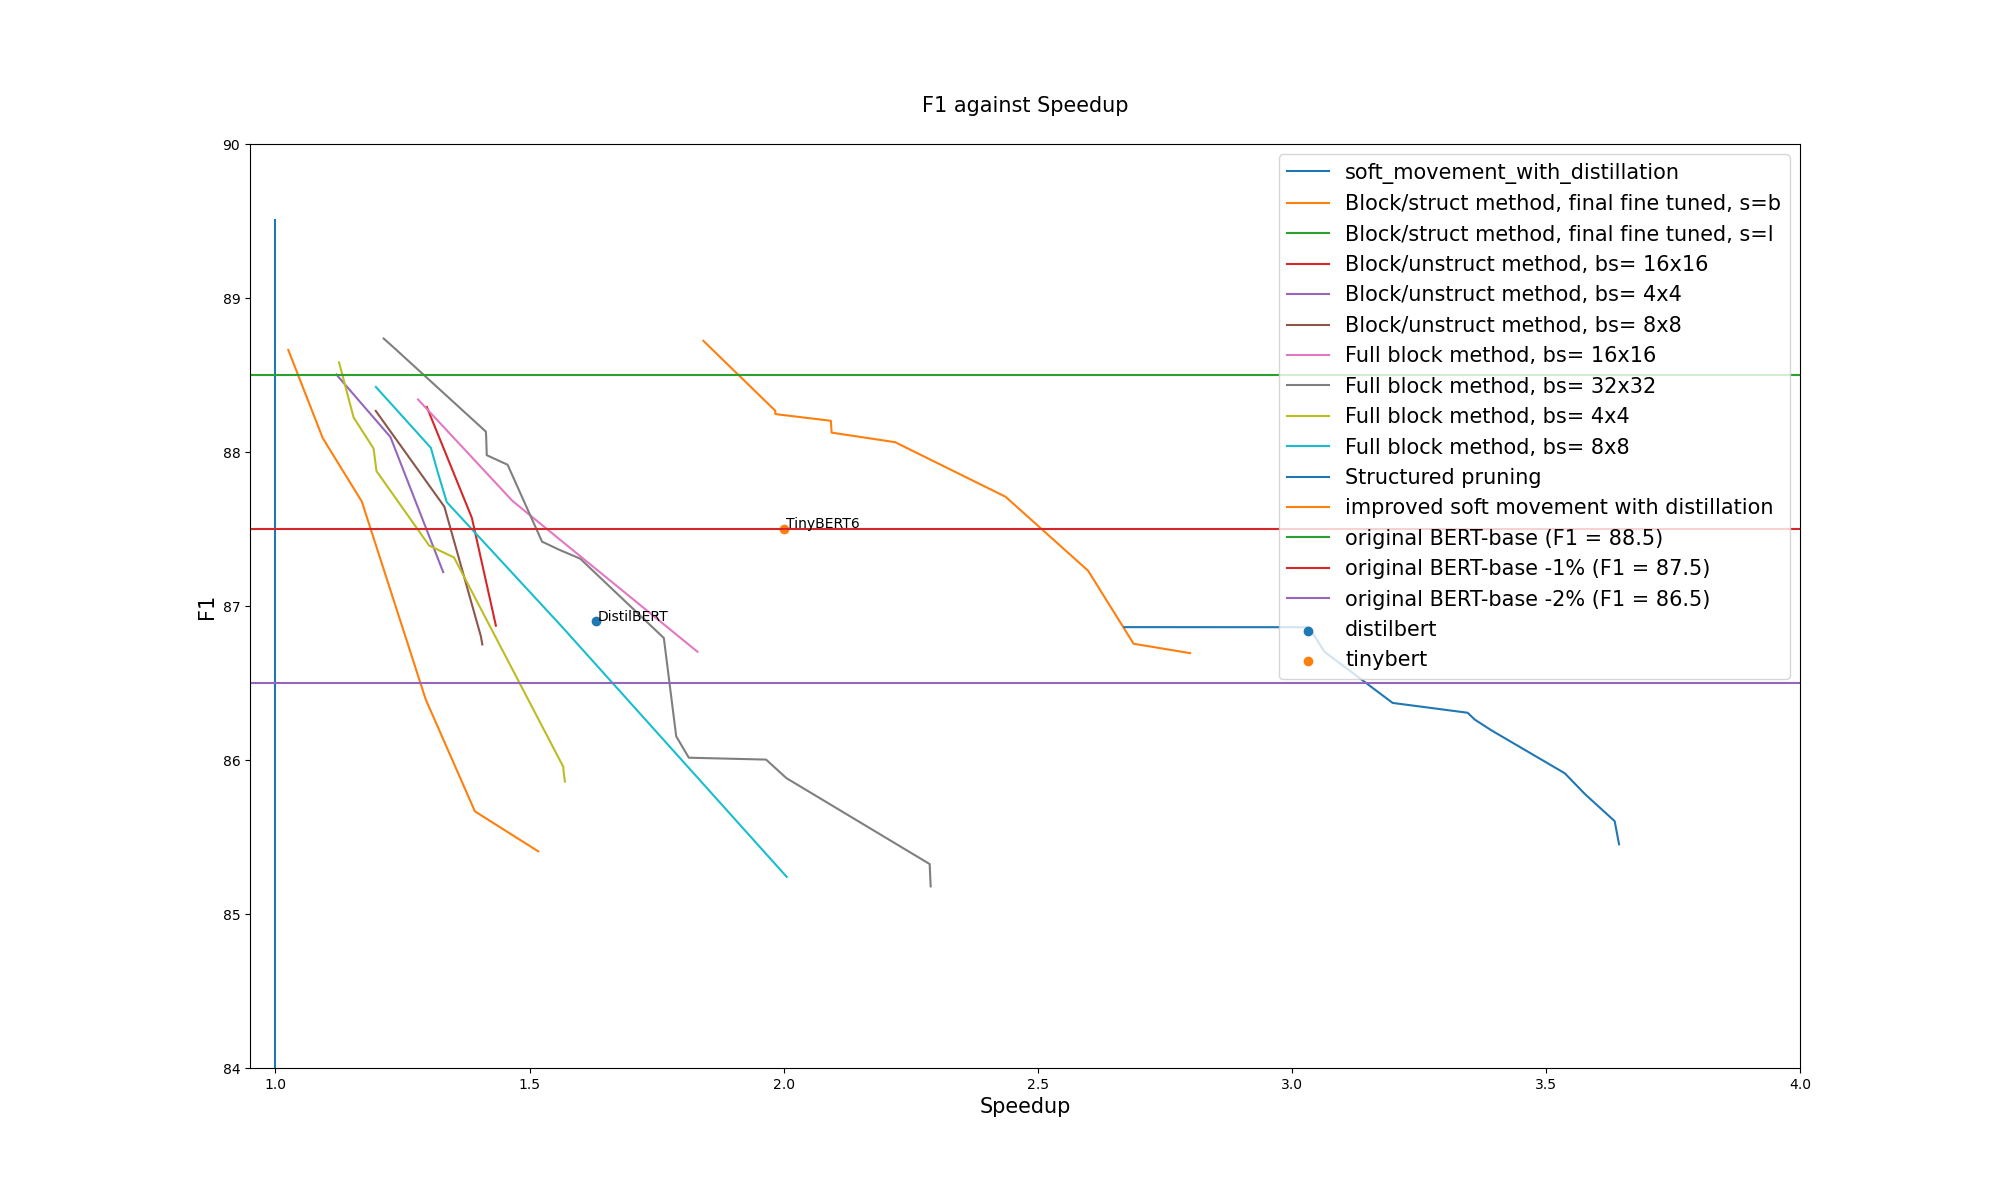 F1 against Speedup
90
89
88
87
86
85
84
F1
1.0
1.5
2.0
2.5
3.0
3.5
4.0
Speedup
TinyBERT6
DistilBERT
soft_movement_with_distillation
Block/struct method, final fine tuned, s=b
Block/struct method, final fine tuned, s=l
Block/unstruct method, bs= 16x16
Block/unstruct method, bs= 4x4
Block/unstruct method, bs= 8x8
Full block method, bs= 16x16
Full block method, bs= 32x32
Full block method, bs= 4x4
Full block method, bs= 8x8
Structured pruning
improved soft movement with distillation
original BERT-base (F1 = 88.5)
original BERT-base -1% (F1 = 87.5)
original BERT-base -2% (F1 = 86.5)
distilbert
tinybert